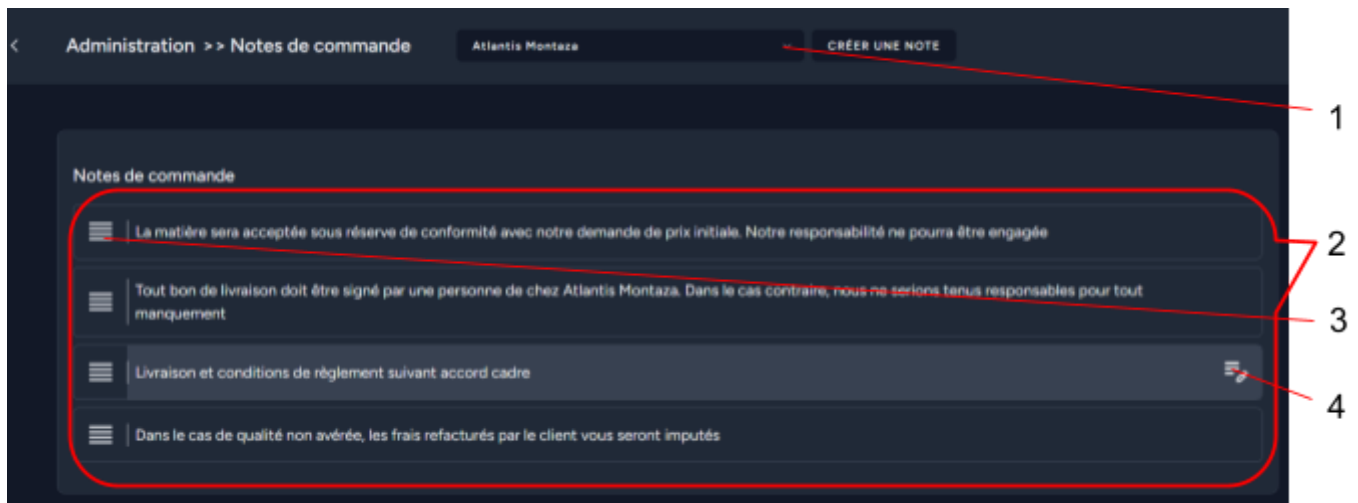 Administration >> Notes de commande
Atlantis Montaza
CRÉER UNE NOTE
1
Notes de commande
La matière sera acceptée sous réserve de conformité avec notre demande de prix initiale. Notre responsabilité ne pourra être engagée
2
Tout bon de livraison doit être signé par une personne de chez Atlantis Montaza. Dans le cas contraire, nous ne serions tenus responsables pour tout
manquement
3
Livraison et conditions de règlement suivant accord cadre
4
Dans le cas de qualité non avérée, les frais refacturés par le client vous seront imputés